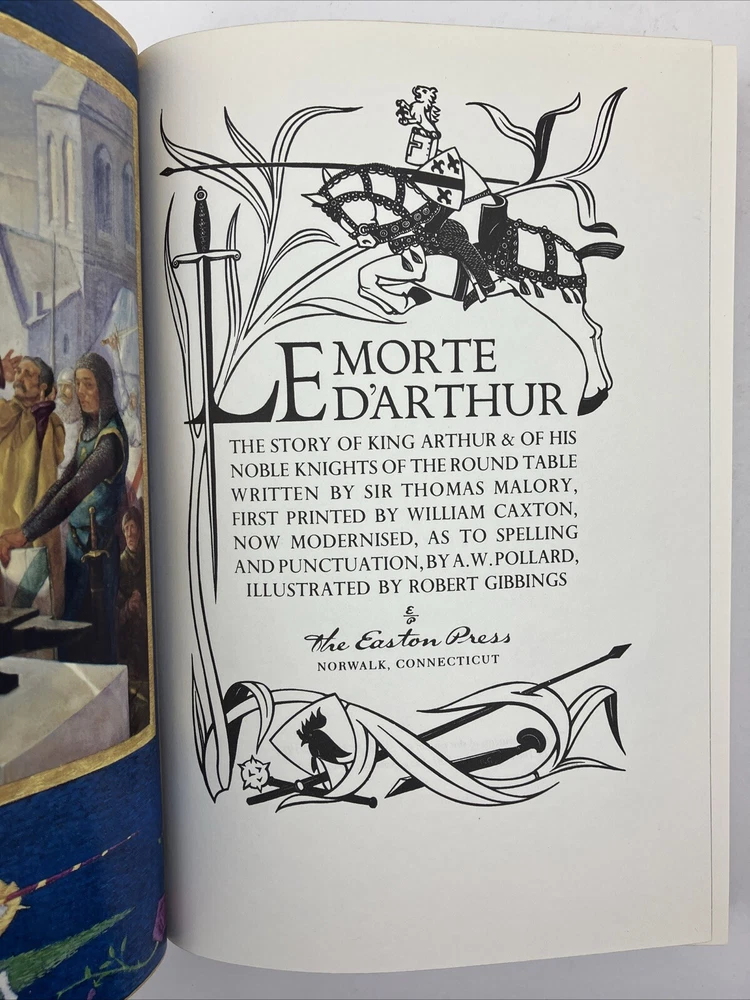 LE MORTE
D'ARTHUR
THE STORY OF KING ARTHUR & OF HIS
NOBLE KNIGHTS OF THE ROUND TABLE
WRITTEN BY SIR THOMAS MALORY,
FIRST PRINTED BY WILLIAM CAXTON,
NOW MODERNISED, AS TO SPELLING
AND PUNCTUATION, BY A. W. POLLARD,
ILLUSTRATED BY ROBERT GIBBINGS
E
P
The Easton Press
NORWALK, CONNECTICUT